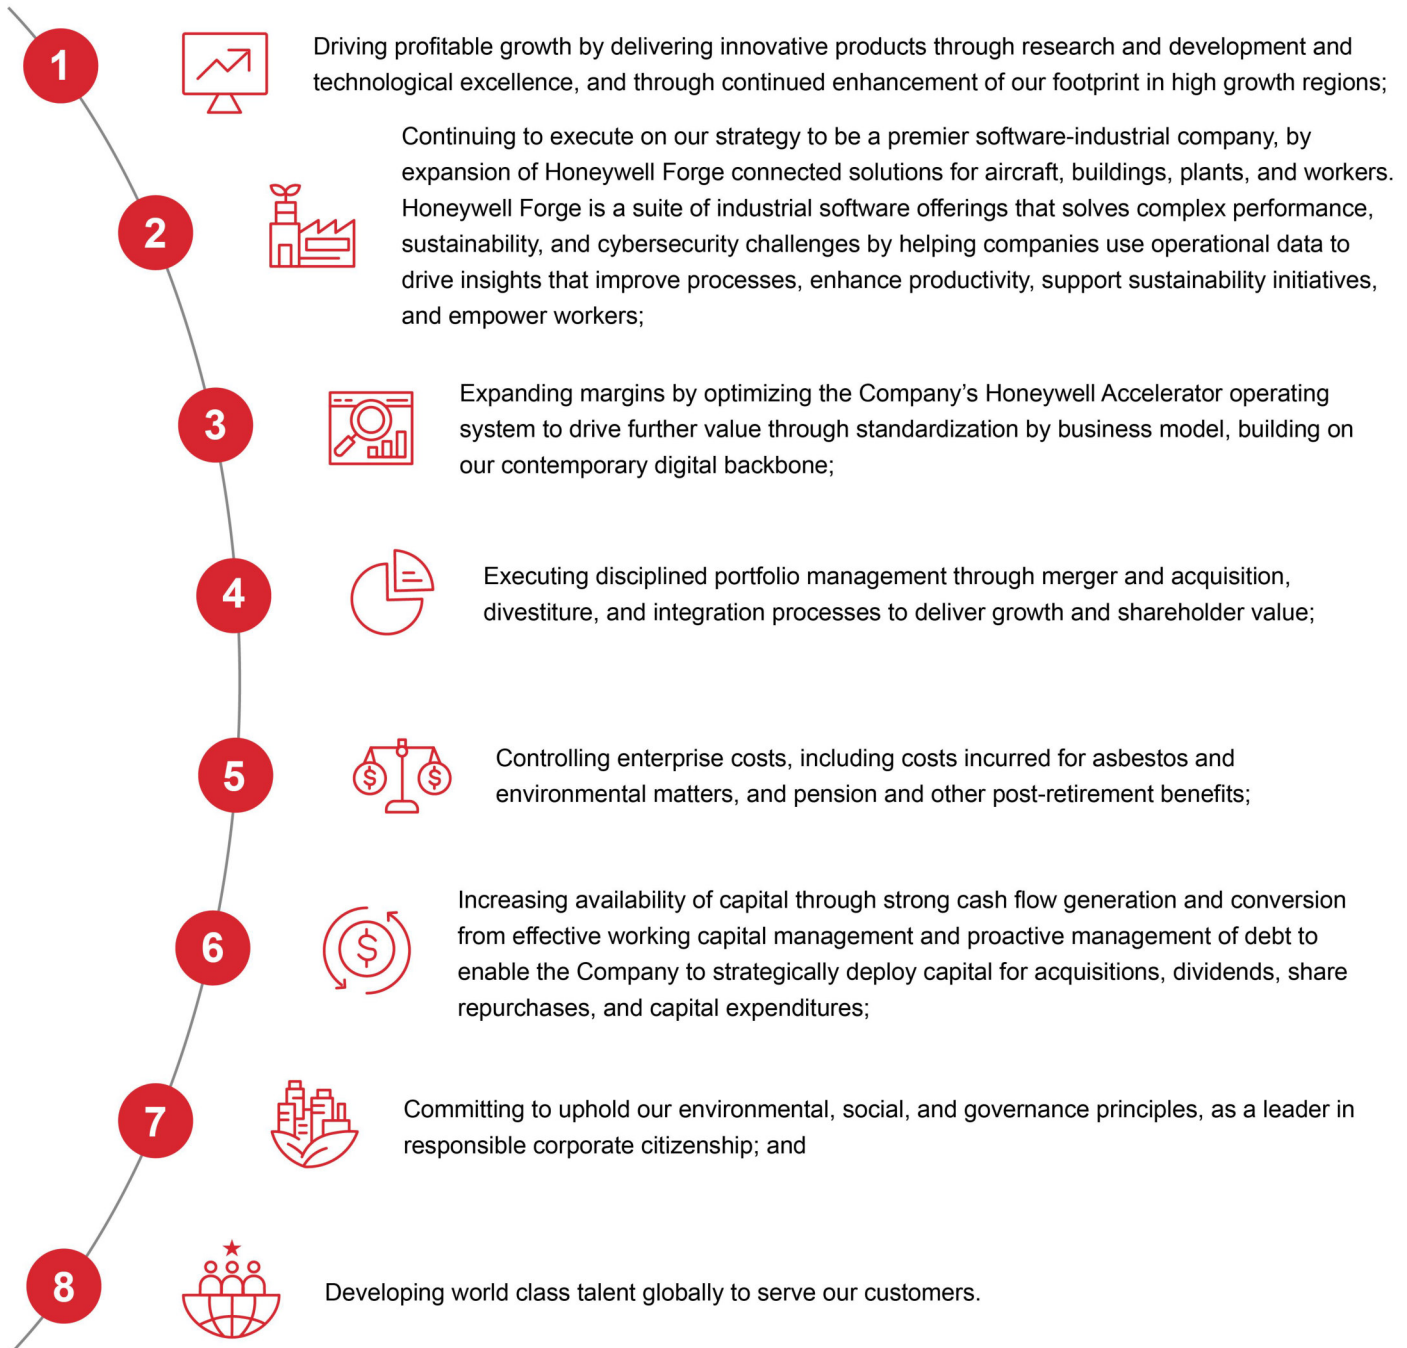 1
Driving profitable growth by delivering innovative products through research and development and
technological excellence, and through continued enhancement of our footprint in high growth regions;
2
Continuing to execute on our strategy to be a premier software-industrial company, by
expansion of Honeywell Forge connected solutions for aircraft, buildings, plants, and workers.
Honeywell Forge is a suite of industrial software offerings that solves complex performance,
sustainability, and cybersecurity challenges by helping companies use operational data to
drive insights that improve processes, enhance productivity, support sustainability initiatives,
and empower workers;
3
Expanding margins by optimizing the Company’s Honeywell Accelerator operating
system to drive further value through standardization by business model, building on
our contemporary digital backbone;
4
Executing disciplined portfolio management through merger and acquisition,
divestiture, and integration processes to deliver growth and shareholder value;
5
$ $
Controlling enterprise costs, including costs incurred for asbestos and
environmental matters, and pension and other post-retirement benefits;
6
$
Increasing availability of capital through strong cash flow generation and conversion
from effective working capital management and proactive management of debt to
enable the Company to strategically deploy capital for acquisitions, dividends, share
repurchases, and capital expenditures;
7
Committing to uphold our environmental, social, and governance principles, as a leader in
responsible corporate citizenship; and
8
Developing world class talent globally to serve our customers.